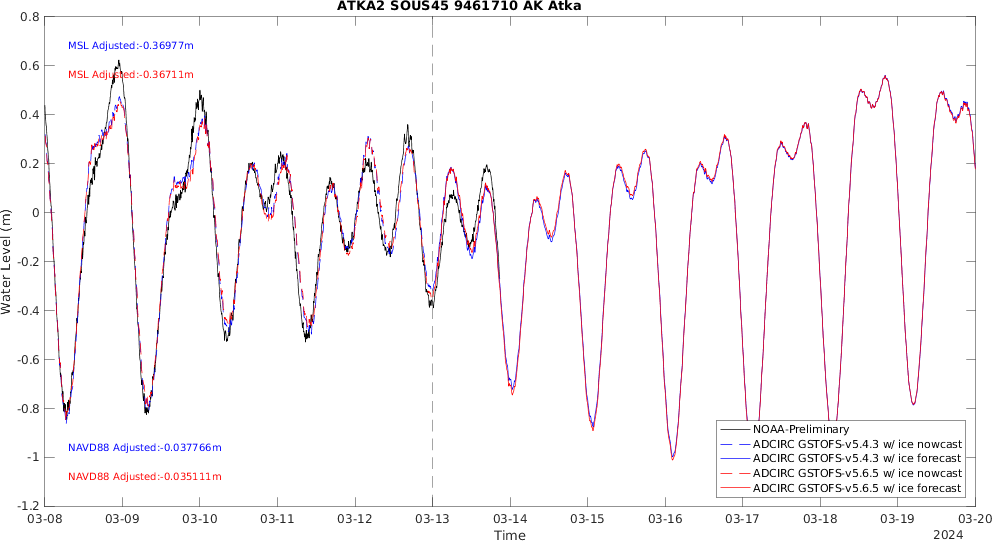 ATKA2 SOUS45 9461710 AK Atka
0.8
0.6
0.4
0.2
0
-0.2
-0.4
-0.6
-0.8
-1
-1.2
Water Level (m)
MSL Adjusted:-0.36977m
MSL Adjusted:-0.36711m
NAVD88 Adjusted:-0.037766m
NAVD88 Adjusted:-0.035111m
NOAA-Preliminary
ADCIRC GSTOFS-v5.4.3 w/ ice nowcast
ADCIRC GSTOFS-v5.4.3 w/ ice forecast
ADCIRC GSTOFS-v5.6.5 w/ ice nowcast
ADCIRC GSTOFS-v5.6.5 w/ ice forecast
03-08 03-09 03-10 03-11 03-12 03-13 03-14 03-15 03-16 03-17 03-18 03-19 03-20
Time
2024